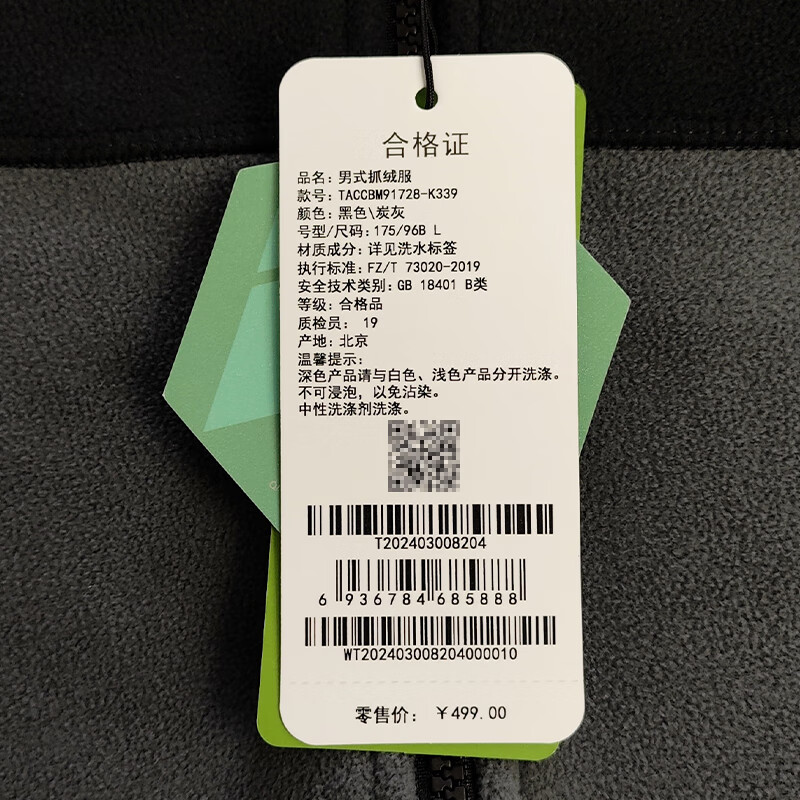 合格证
品名：男式抓绒服
款号：TACCBM91728-K339
颜色：黑色\炭灰
号型/尺码：175/96B L
材质成分：详见洗水标签
执行标准：FZ/T 73020-2019
安全技术类别：GB 18401 B类
等级：合格品
质检员： 19
产地：北京
温馨提示：
深色产品请与白色、浅色产品分开洗涤。
不可浸泡，以免沾染。
中性洗涤剂洗涤。
T202403008204
6 936784 685888
WT202403008204000010
零售价： ￥499.00